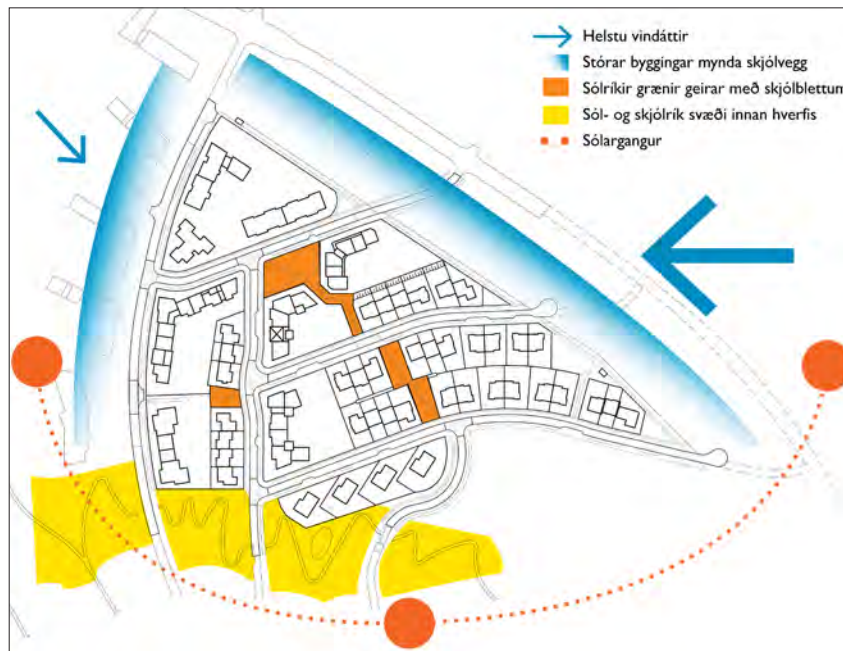 Helstu vindáttir
Stórar byggingar mynda skjólvegg
Sólríkir grænir geirar með skjólblettum
Sól- og skjólrík svæði innan hverfis
Sólargangur